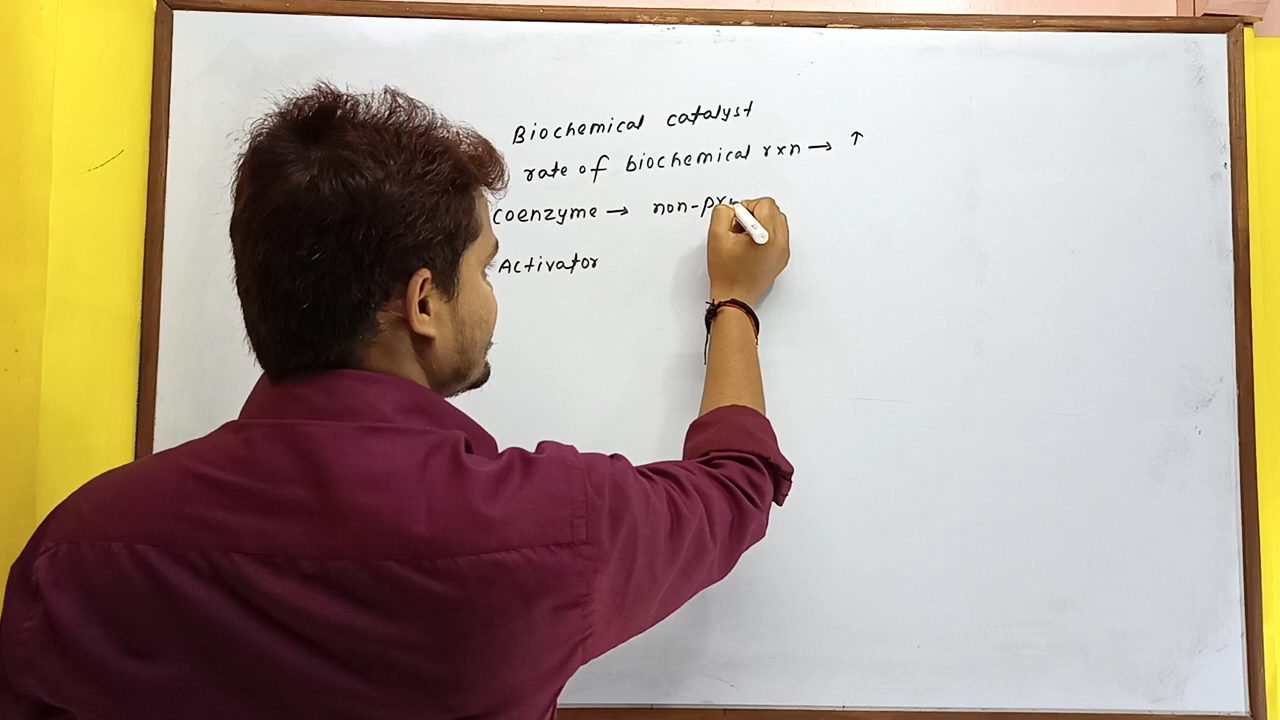 Biochemical catalyst
rate of biochemical rxn → ↑
coenzyme → non-pr
Activator